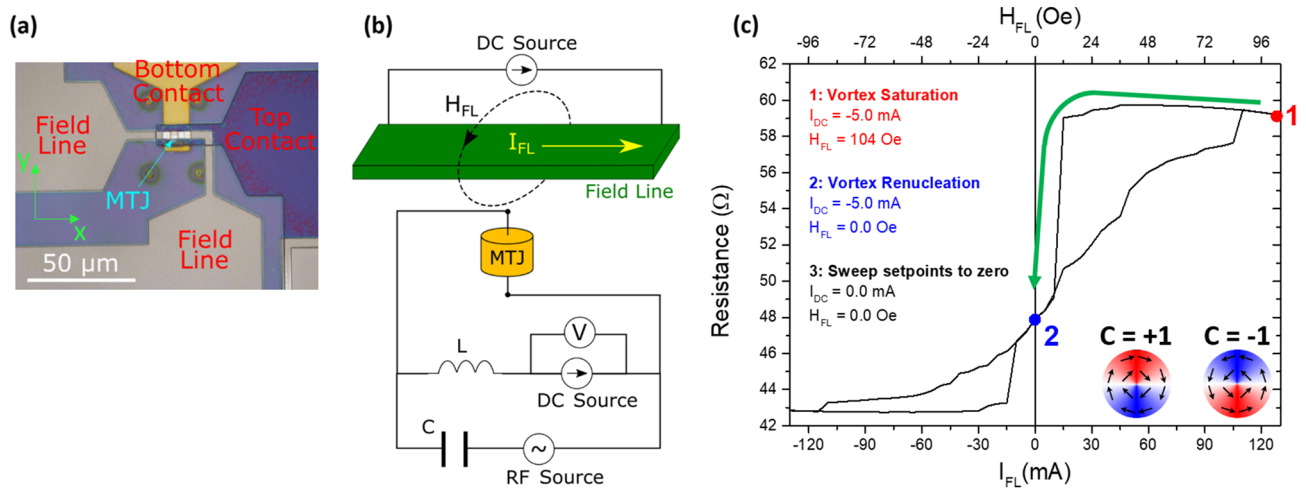 (a)
Bottom
Contact
Field
Line
Top
Contact
y
x
MTJ
Field
Line
50 μm
(b)
DC Source
H_FL
I_FL
Field Line
MTJ
V
L
DC Source
C
~
RF Source
(c)
H_FL(Oe)
-96 -72 -48 -24 0 24 48 72 96
Resistance (Ω)
62
60
58
56
54
52
50
48
46
44
42
1: Vortex Saturation
I_DC = -5.0 mA
H_FL = 104 Oe
2: Vortex Renucleation
I_DC = -5.0 mA
H_FL = 0.0 Oe
3: Sweep setpoints to zero
I_DC = 0.0 mA
H_FL = 0.0 Oe
1
2
C = +1 C = -1
-120 -90 -60 -30 0 30 60 90 120
I_FL(mA)